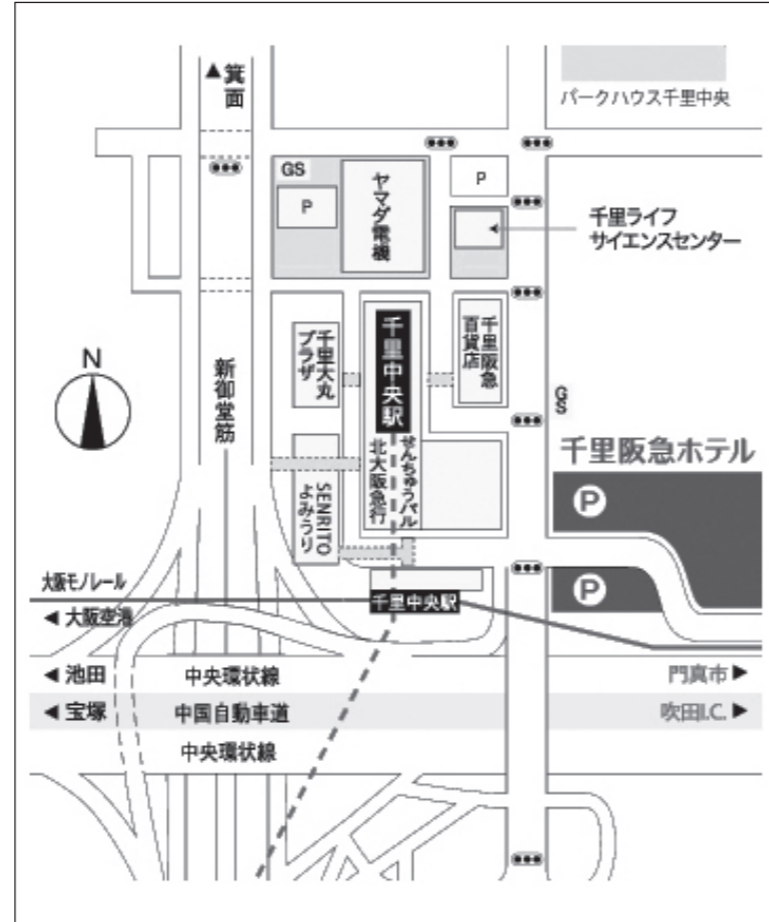 ▲箕面
パークハウス千里中央
GS
P
ヤマダ電機
P
千里ライフ
サイエンスセンター
N
新御堂筋
千里大丸
プラザ
千里中央駅
千里阪急
百貨店
GS
北大阪急行
せんちゅうパル
SENRITO
よみうり
千里阪急ホテル
P
P
大阪モノレール
千里中央駅
◀大阪空港
◀池田
中央環状線
門真市▶
◀宝塚
中国自動車道
吹田I.C.▶
中央環状線